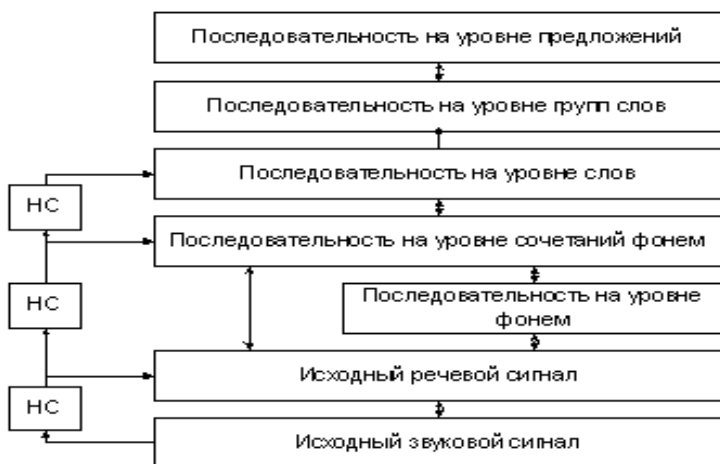 Последовательность на уровне предложений
Последовательность на уровне групп слов
Последовательность на уровне слов
НС
Последовательность на уровне сочетаний фонем
НС
Последовательность на уровне
фонем
Исходный речевой сигнал
НС
Исходный звуковой сигнал